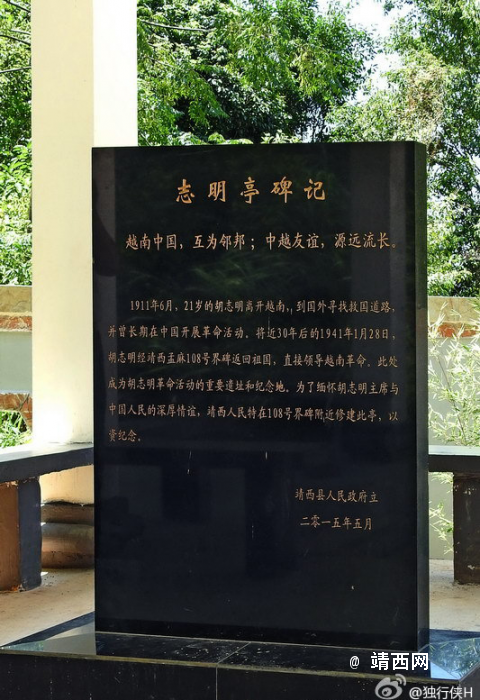 志明亭碑记
越南中国，互为邻邦；中越友谊，源远流长。
1911年6月，21岁的胡志明离开越南，到国外寻找救国道路，
并曾长期在中国开展革命活动。将近30年后的1941年1月28日，
胡志明经靖西孟麻108号界碑返回祖国，直接领导越南革命。此处
成为胡志明革命活动的重要遗址和纪念地。为了缅怀胡志明主席与
中国人民的深厚情谊，靖西人民特在108号界碑附近修建此亭，以
资纪念。
靖西县人民政府立
二零一五年五月
@ 靖西网
@独行侠H